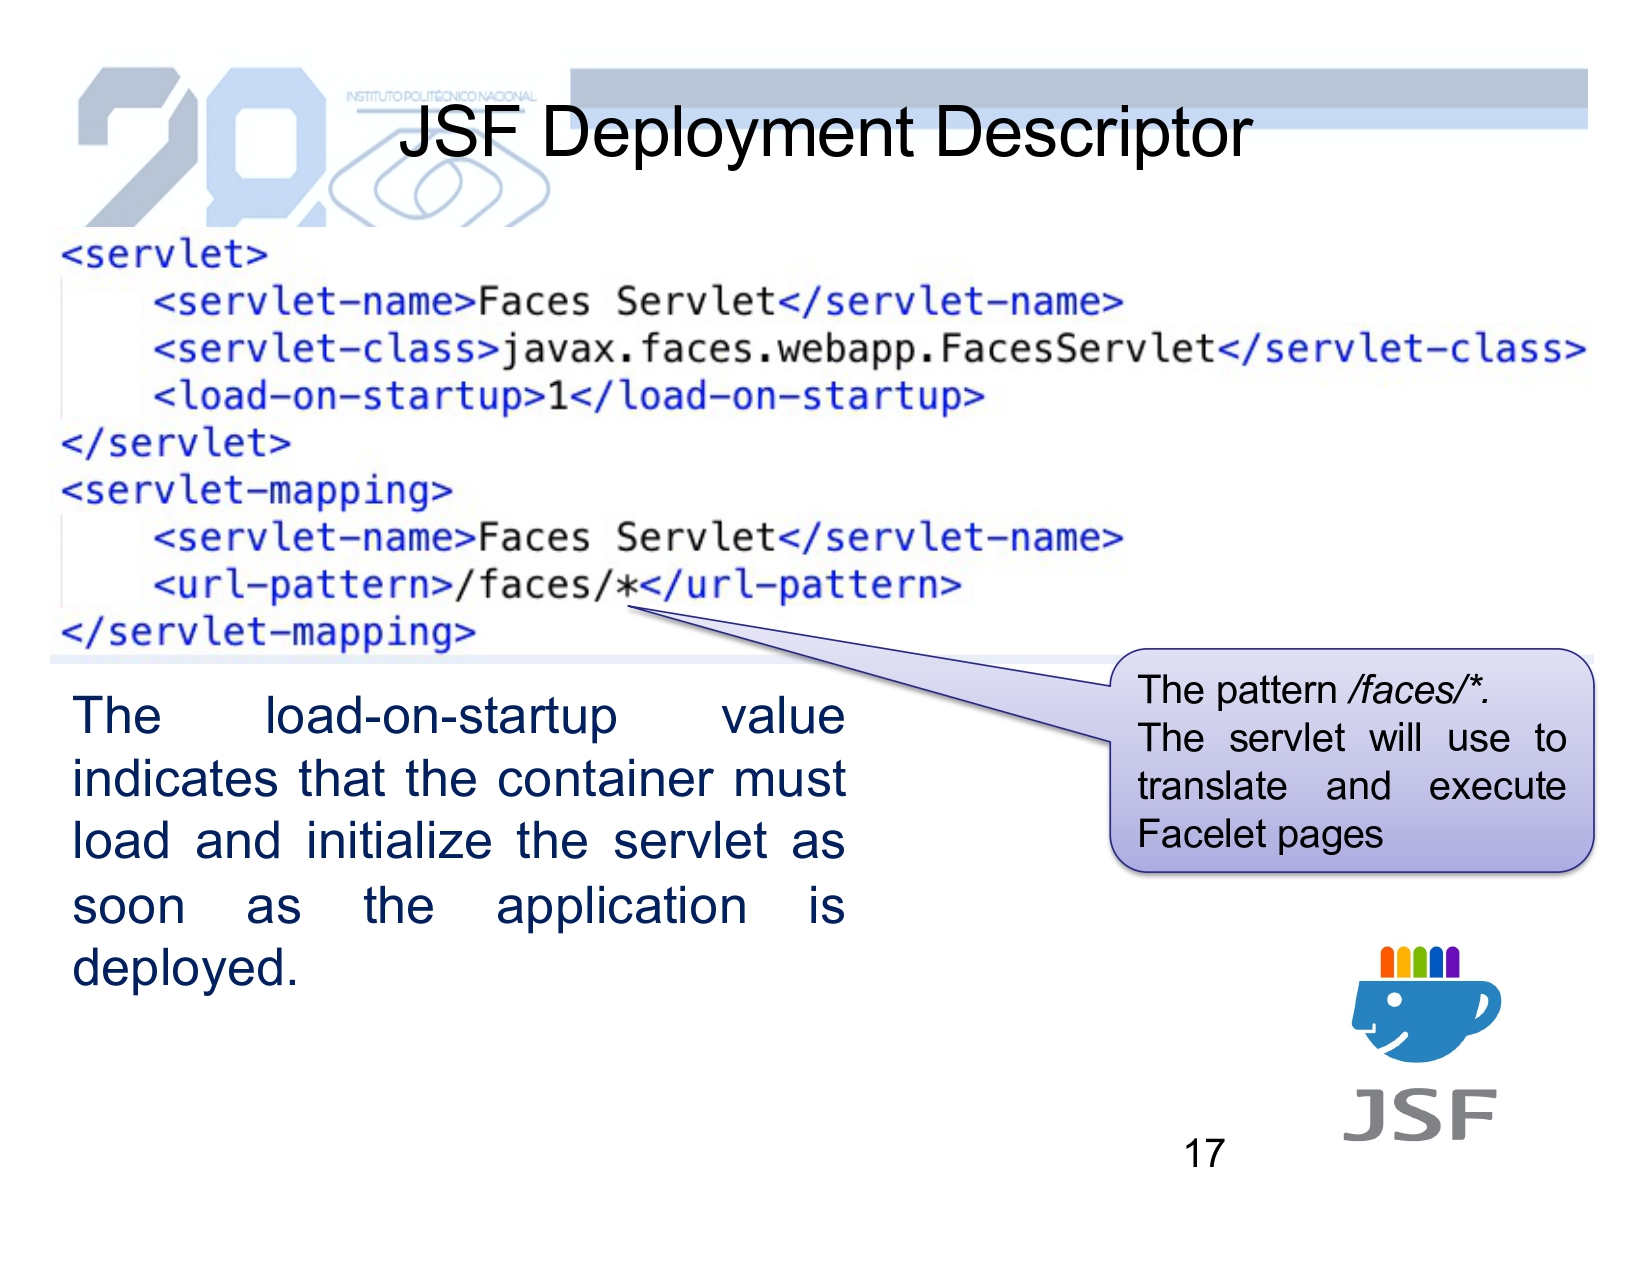 INSTITUTO POLITÉCNICO NACIONAL
JSF Deployment Descriptor
<servlet>
<servlet-name>Faces Servlet</servlet-name>
<servlet-class>javax.faces.webapp.FacesServlet</servlet-class>
<load-on-startup>1</load-on-startup>
</servlet>
<servlet-mapping>
<servlet-name>Faces Servlet</servlet-name>
<url-pattern>/faces/*</url-pattern>
</servlet-mapping>
The load-on-startup value
indicates that the container must
load and initialize the servlet as
soon as the application is
deployed.
The pattern /faces/*.
The servlet will use to
translate and execute
Facelet pages
JSF
17